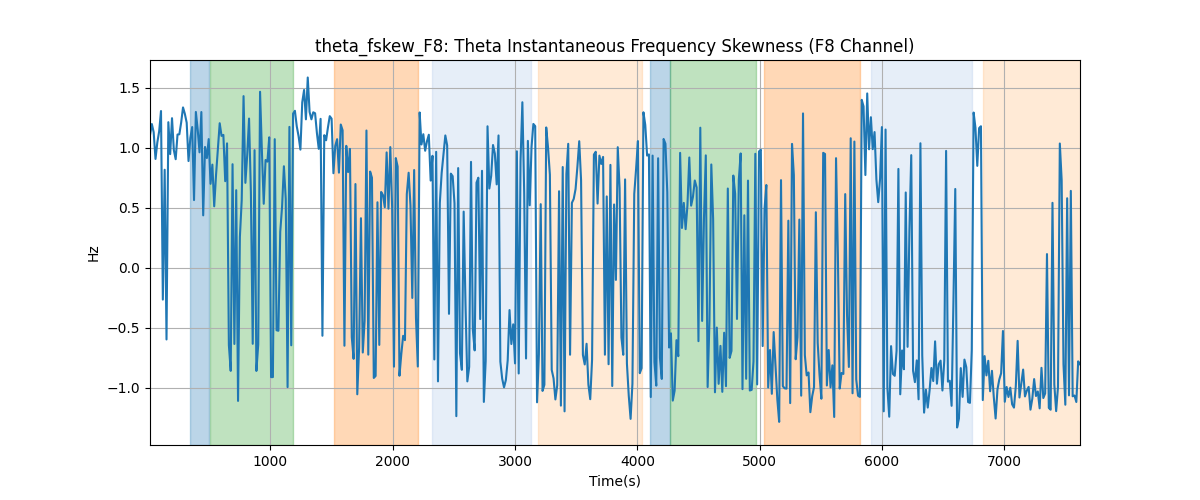 theta_fskew_F8: Theta Instantaneous Frequency Skewness (F8 Channel)
1.5
1.0
0.5
0.0
−0.5
−1.0
Hz
1000 2000 3000 4000 5000 6000 7000
Time(s)